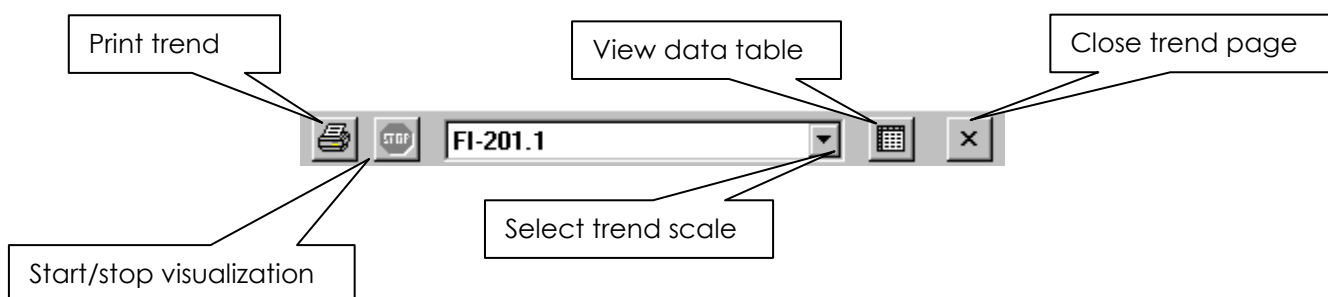 Print trend
View data table
Close trend page
STOP
FI-201.1
Select trend scale
Start/stop visualization